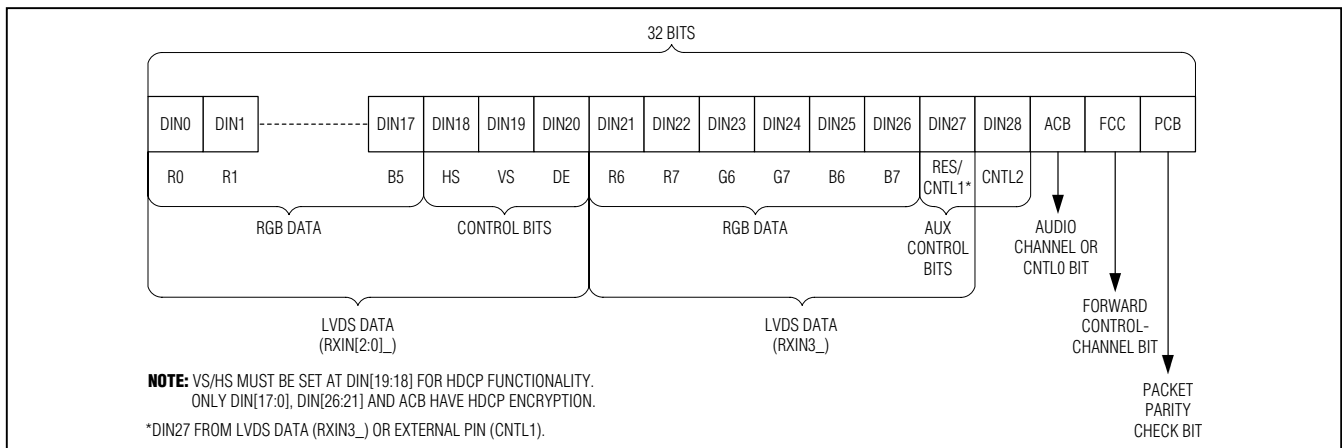 32 BITS
DIN0 DIN1 DIN17 DIN18 DIN19 DIN20 DIN21 DIN22 DIN23 DIN24 DIN25 DIN26 DIN27 DIN28 ACB FCC PCB
R0 R1 B5 HS VS DE R6 R7 G6 G7 B6 B7 RES/ CNTL2
CNTL1*
RGB DATA CONTROL BITS RGB DATA AUX
CONTROL
BITS
AUDIO
CHANNEL OR
CNTL0 BIT
LVDS DATA
(RXIN[2:0]_)
LVDS DATA
(RXIN3_)
FORWARD
CONTROL-
CHANNEL BIT
PACKET
PARITY
CHECK BIT
NOTE: VS/HS MUST BE SET AT DIN[19:18] FOR HDCP FUNCTIONALITY.
ONLY DIN[17:0], DIN[26:21] AND ACB HAVE HDCP ENCRYPTION.
*DIN27 FROM LVDS DATA (RXIN3_) OR EXTERNAL PIN (CNTL1).